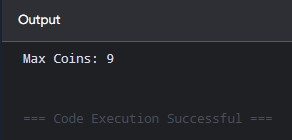 Output
Max Coins: 9
=== Code Execution Successful ===